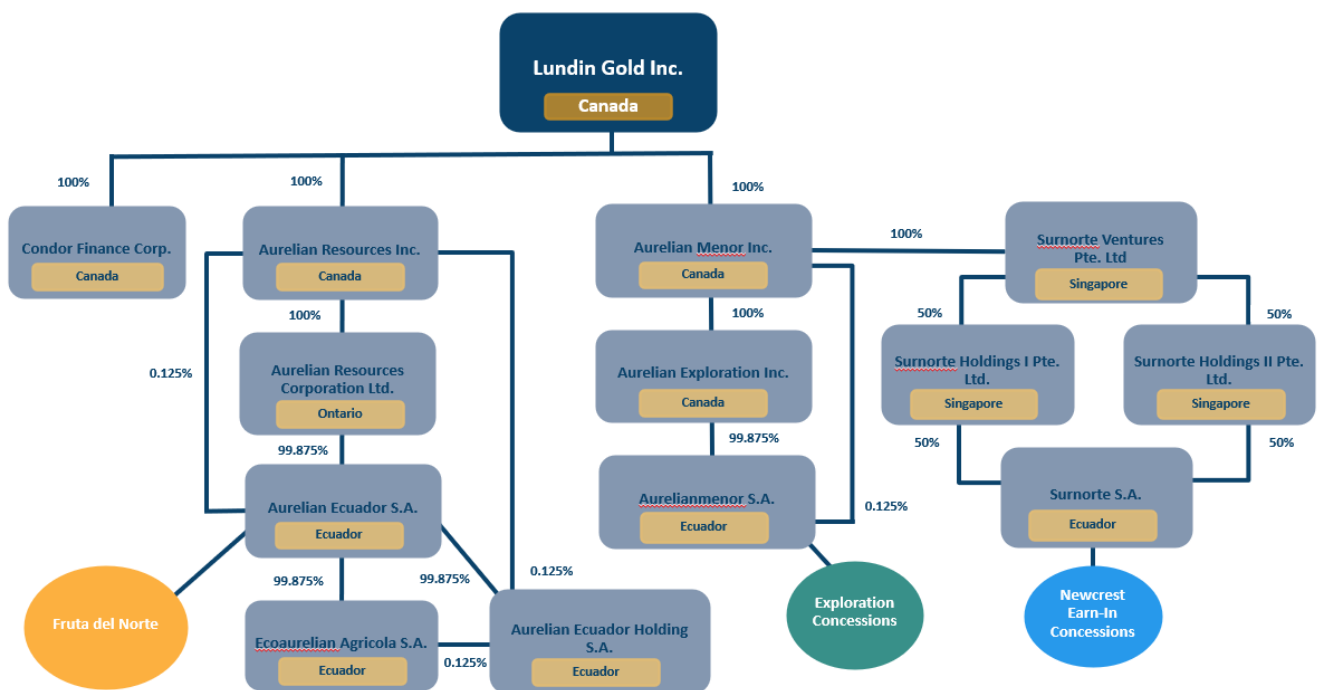 Lundin Gold Inc.
Canada
100%
100%
100%
Condor Finance Corp.
Canada
Aurelian Resources Inc.
Canada
Aurelian Menor Inc.
Canada
100%
Surnorte Ventures
Pte. Ltd
Singapore
0.125%
100%
100%
50%
50%
Aurelian Resources
Corporation Ltd.
Ontario
Aurelian Exploration Inc.
Canada
Surnorte Holdings I Pte.
Ltd.
Singapore
Surnorte Holdings II Pte.
Ltd.
Singapore
99.875%
99.875%
50%
50%
Aurelian Ecuador S.A.
Ecuador
Aurelianmenor S.A.
Ecuador
0.125%
Surnorte S.A.
Ecuador
99.875%
99.875%
0.125%
Fruta del Norte
Exploration
Concessions
Newcrest
Earn-In
Concessions
Ecoaurelian Agricola S.A.
Ecuador
0.125%
Aurelian Ecuador Holding
S.A.
Ecuador